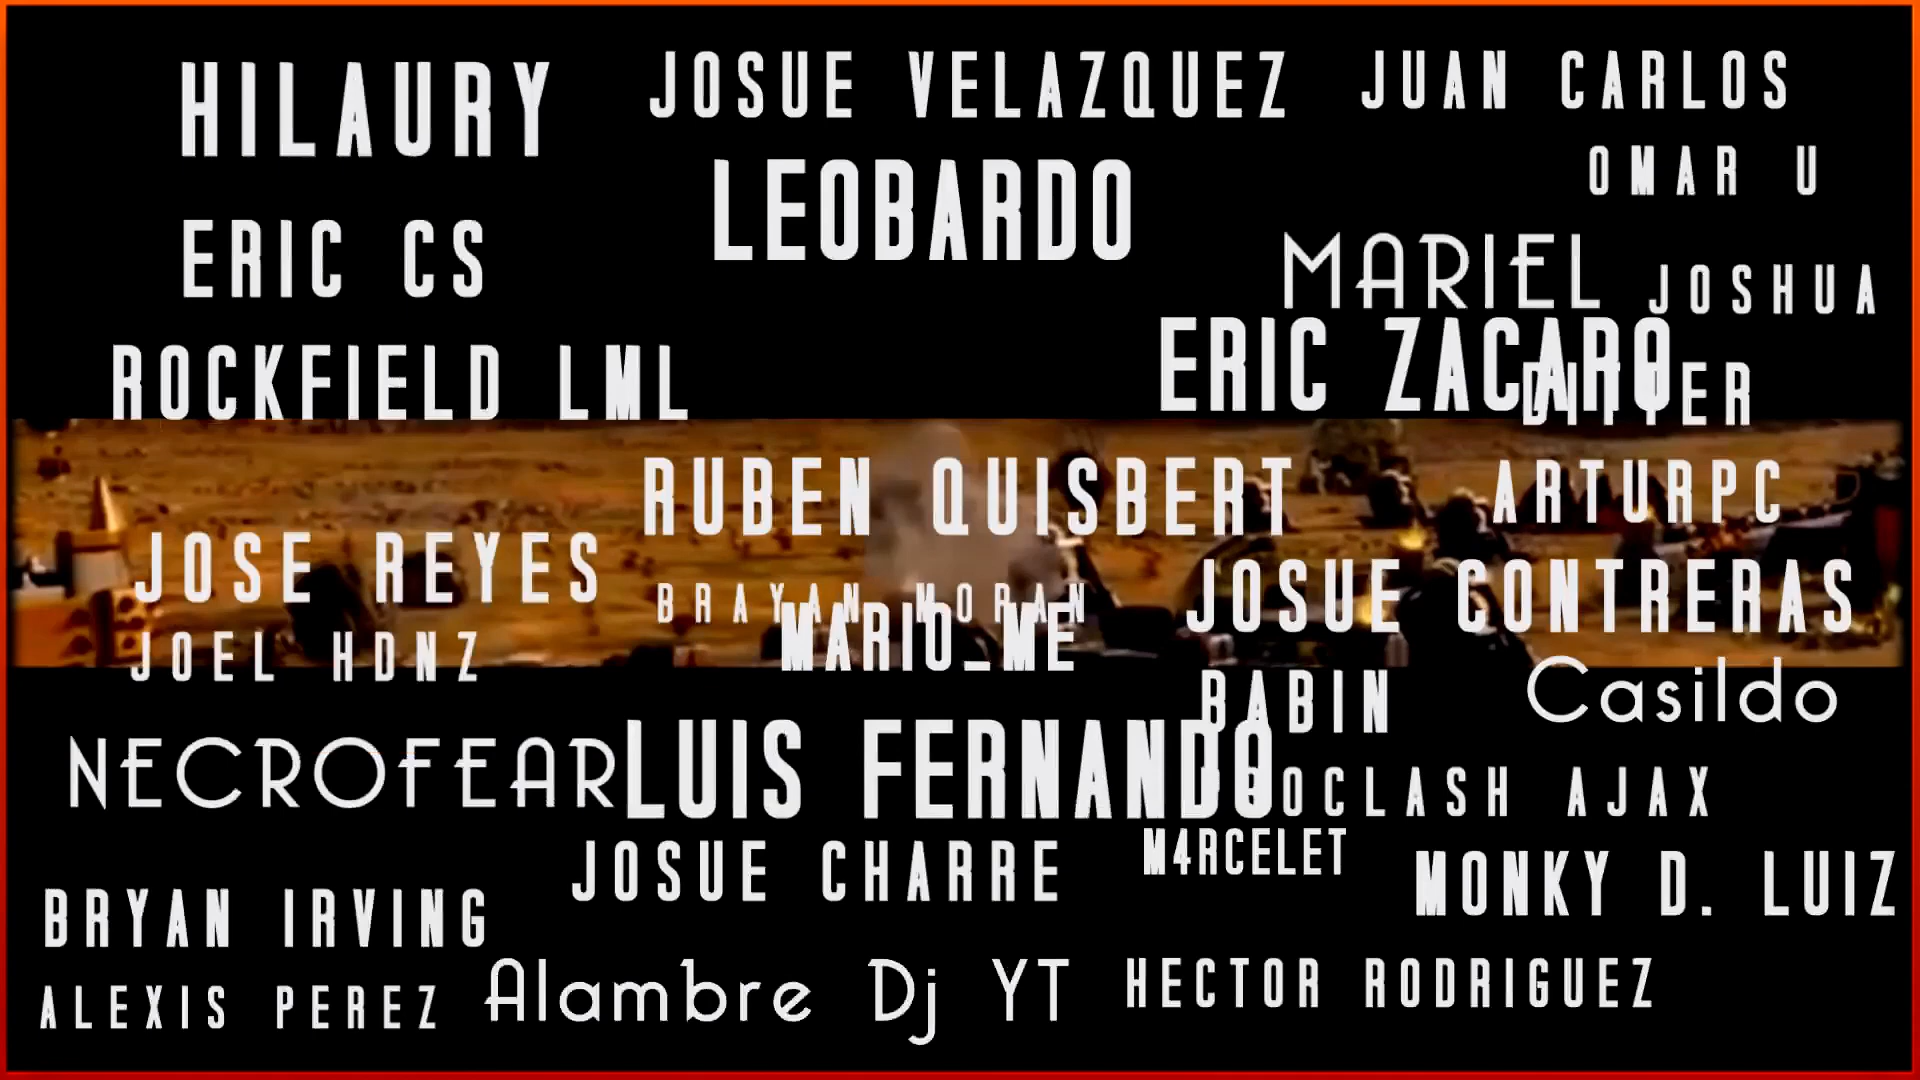 HILAURY
JOSUE VELAZQUEZ
JUAN CARLOS
OMAR U
LEOBARDO
ERIC CS
MARIEL
JOSHUA
ROCKFIELD LML
ERIC ZACARO
RUBEN QUISBERT
ARTURPC
JOSE REYES
BRAYAN MORAN
JOSUE CONTRERAS
MARIO_ME
JOEL HDNZ
BABIN
Casildo
NECROFEAR
LUIS FERNANDO
AJAX
JOSUE CHARRE
M4RCELET
MONKY D. LUIZ
BRYAN IRVING
ALEXIS PEREZ
Alambre Dj YT
HECTOR RODRIGUEZ